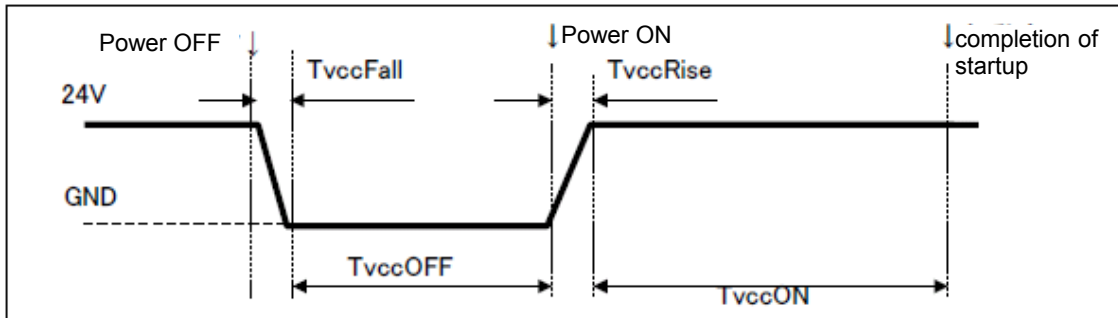 Power OFF
Power ON
completion of
startup
TvccFall
TvccRise
24V
GND
TvccOFF
TvccON